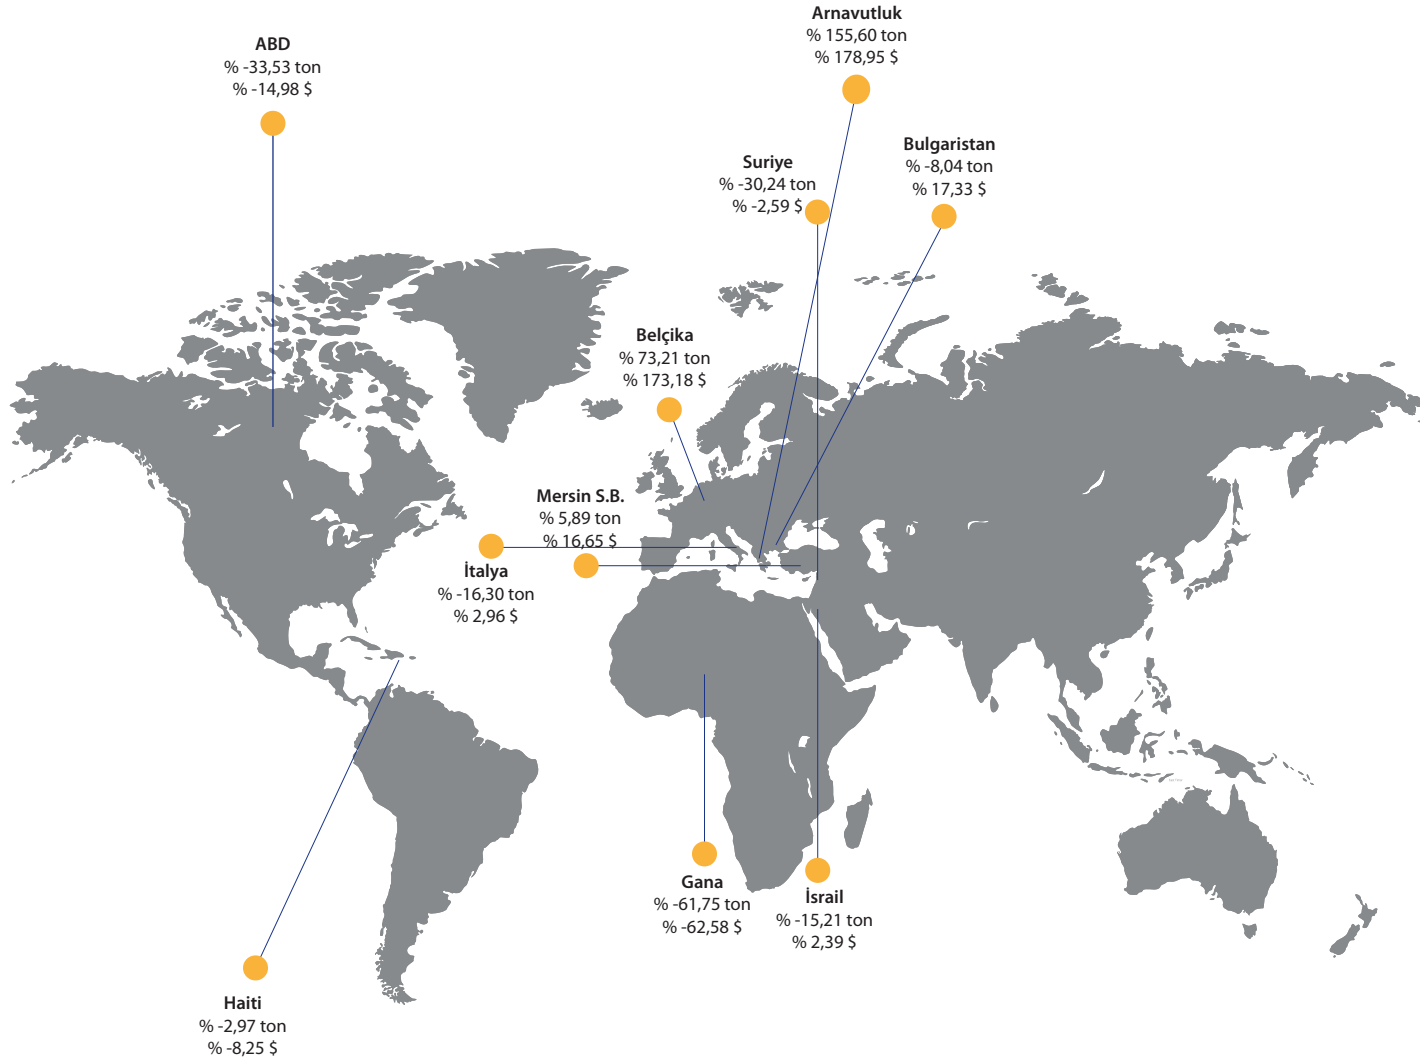 Arnavutluk
% 155,60 ton
% 178,95 $
ABD
% -33,53 ton
% -14,98 $
Bulgaristan
% -8,04 ton
% 17,33 $
Suriye
% -30,24 ton
% -2,59 $
Belçika
% 73,21 ton
% 173,18 $
Mersin S.B.
% 5,89 ton
% 16,65 $
İtalya
% -16,30 ton
% 2,96 $
Gana
% -61,75 ton
% -62,58 $
İsrail
% -15,21 ton
% 2,39 $
Haiti
% -2,97 ton
% -8,25 $